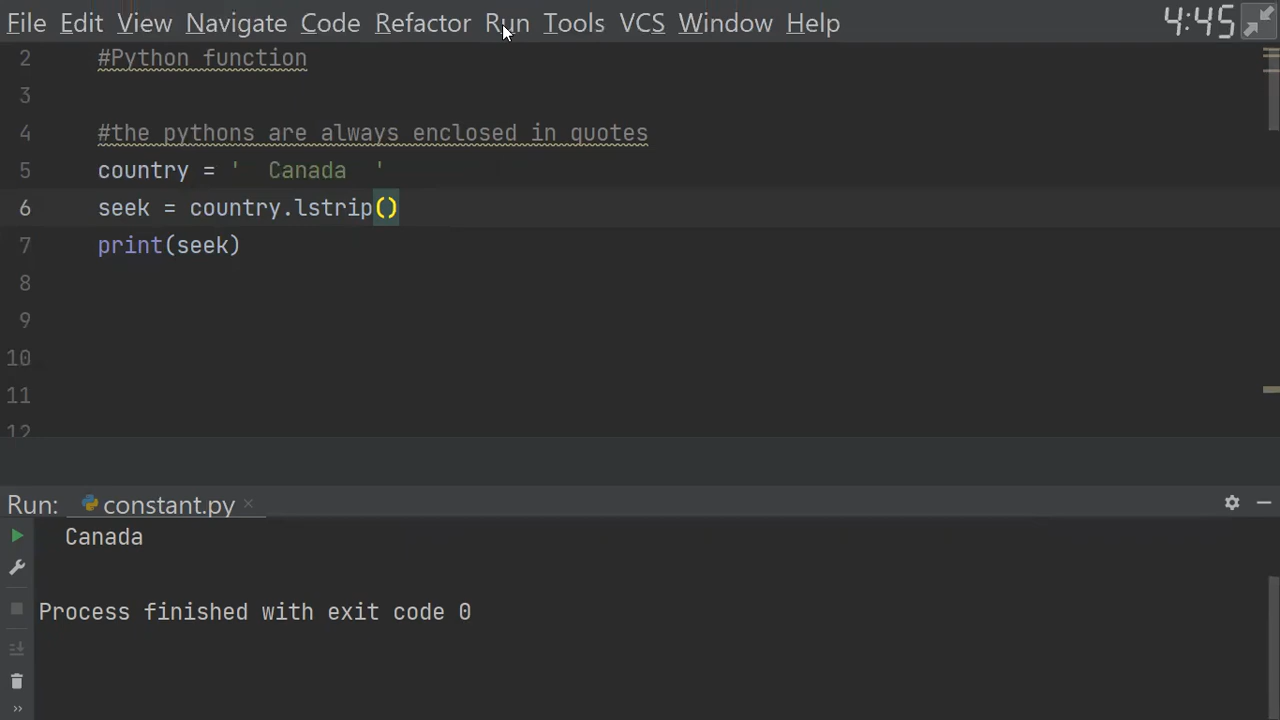 File Edit View Navigate Code Refactor Run Tools VCS Window Help 4:45
2 #Python function
3
4 #the pythons are always enclosed in quotes
5 country = '  Canada  '
6 seek = country.lstrip()
7 print(seek)
8
9
10
11
12
Run: constant.py ×
  Canada
Process finished with exit code 0